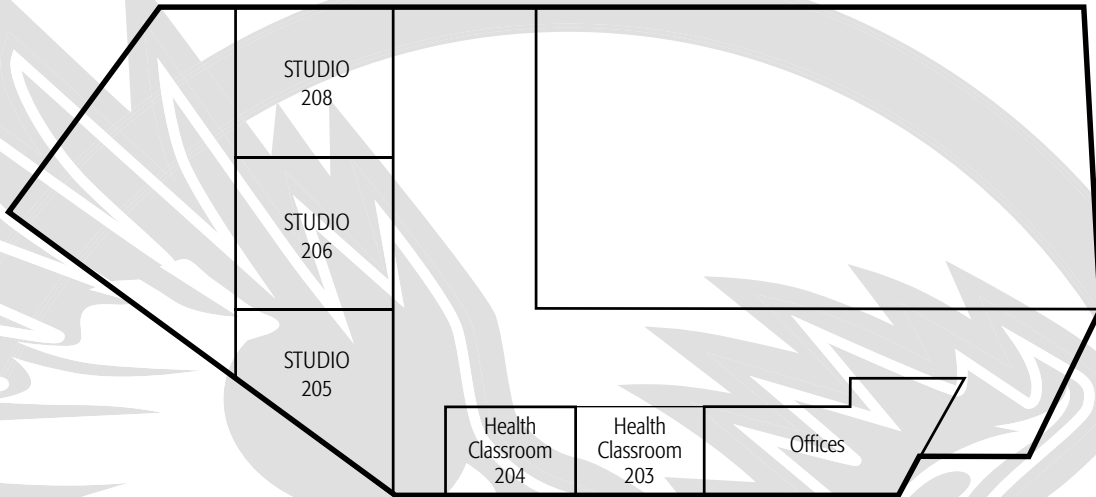 STUDIO
208
STUDIO
206
STUDIO
205
Health
Classroom
204
Health
Classroom
203
Offices